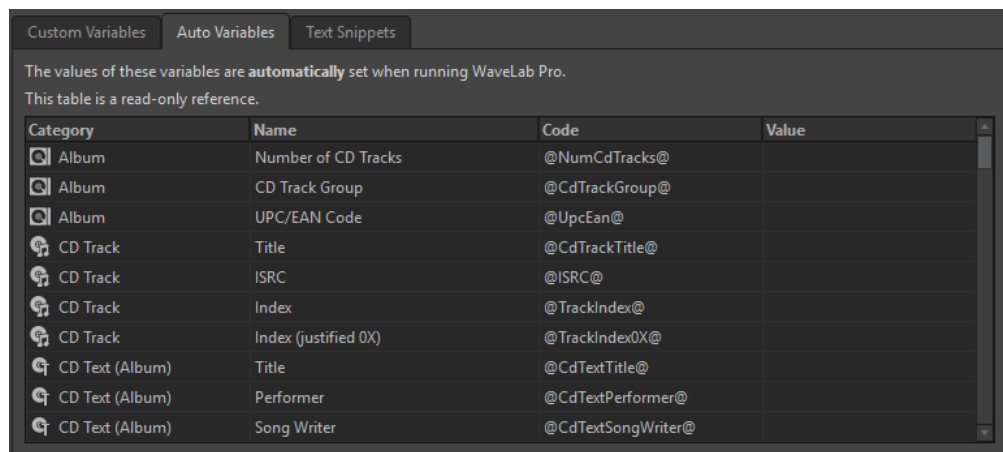 Custom Variables Auto Variables Text Snippets
The values of these variables are automatically set when running WaveLab Pro.
This table is a read-only reference.
Category Name Code Value
Album Number of CD Tracks @NumCdTracks@
Album CD Track Group @CdTrackGroup@
Album UPC/EAN Code @UpcEan@
CD Track Title @CdTrackTitle@
CD Track ISRC @ISRC@
CD Track Index @TrackIndex@
CD Track Index (justified 0X) @TrackIndex0X@
CD Text (Album) Title @CdTextTitle@
CD Text (Album) Performer @CdTextPerformer@
CD Text (Album) Song Writer @CdTextSongWriter@